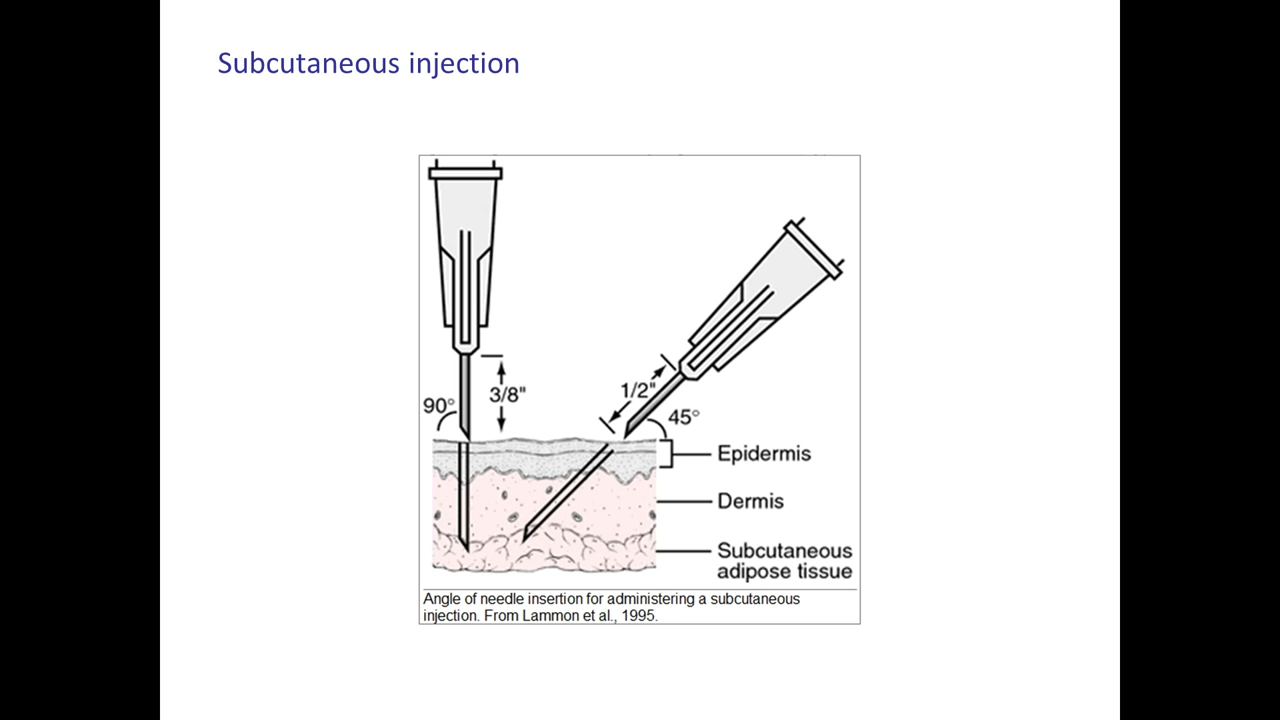 Subcutaneous injection
3/8"
1/2"
90°
45°
Epidermis
Dermis
Subcutaneous
adipose tissue
Angle of needle insertion for administering a subcutaneous
injection. From Lammon et al., 1995.